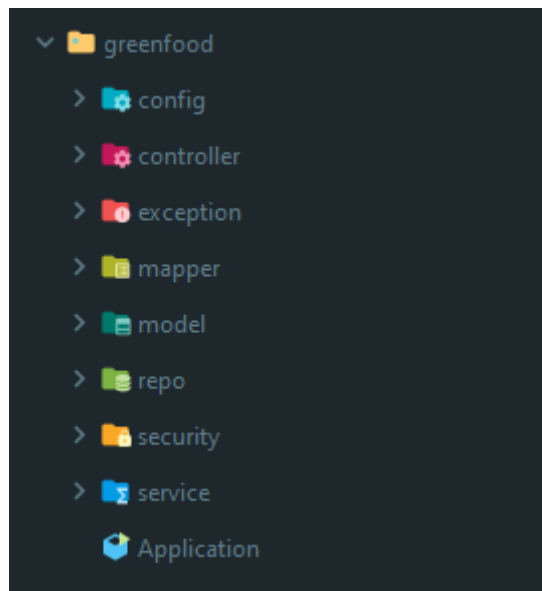 greenfood
config
controller
exception
mapper
model
repo
security
service
Application